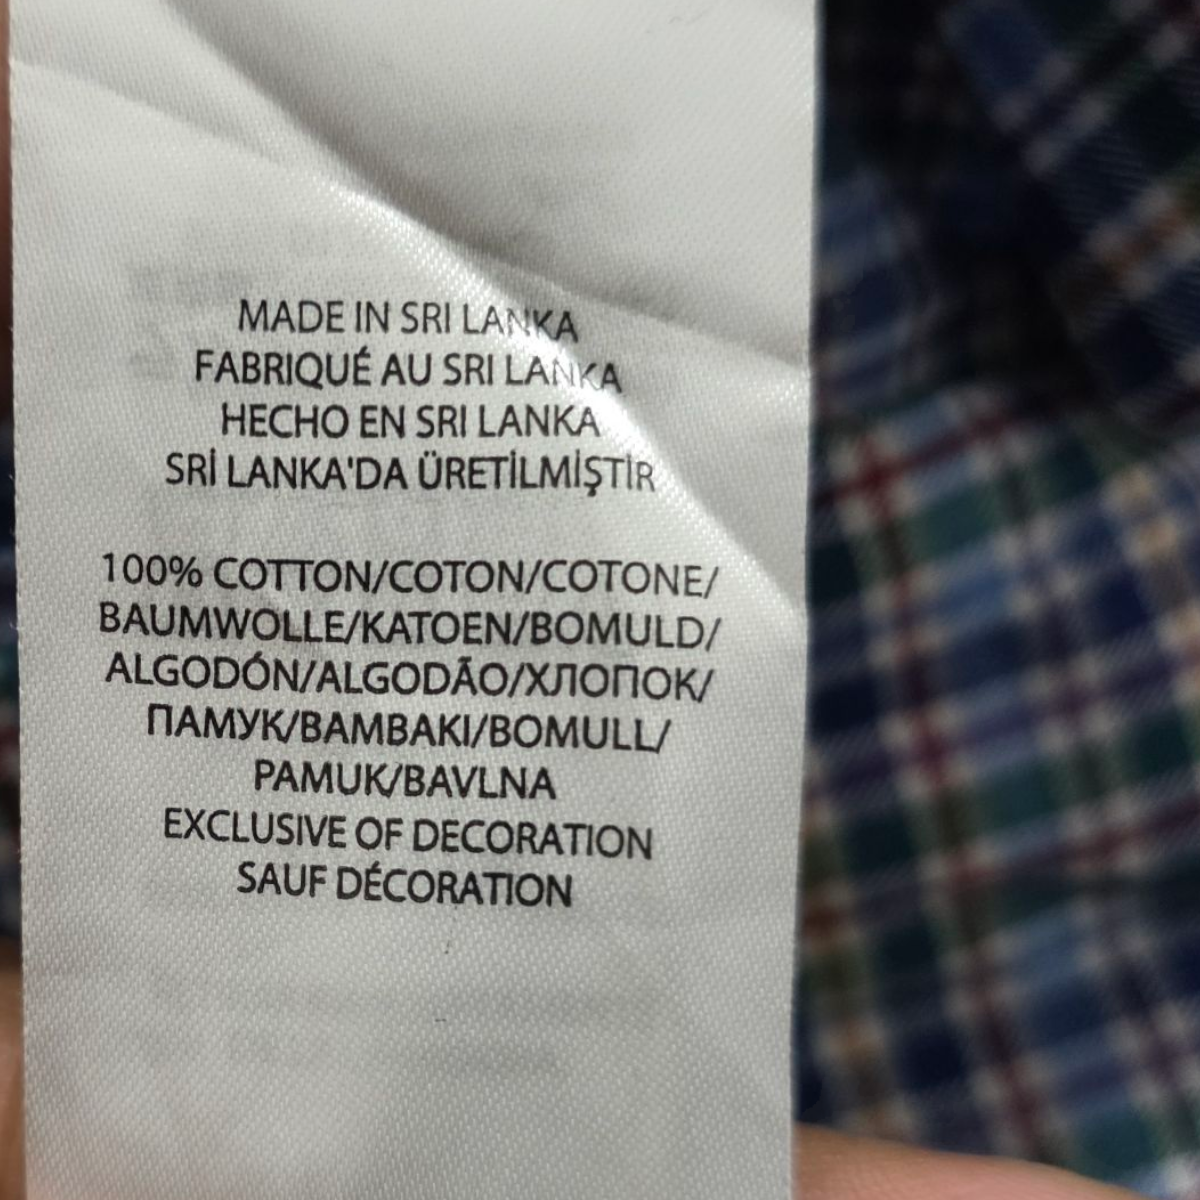 MADE IN SRI LANKA
FABRIQUÉ AU SRI LANKA
HECHO EN SRI LANKA
SRİ LANKA'DA ÜRETİLMİŞTİR
100% COTTON/COTON/COTONE/
BAUMWOLLE/KATOEN/BOMULD/
ALGODÓN/ALGODÃO/ХЛОПОК/
ПАМУК/BAMBAKI/BOMULL/
PAMUK/BAVLNA
EXCLUSIVE OF DECORATION
SAUF DÉCORATION